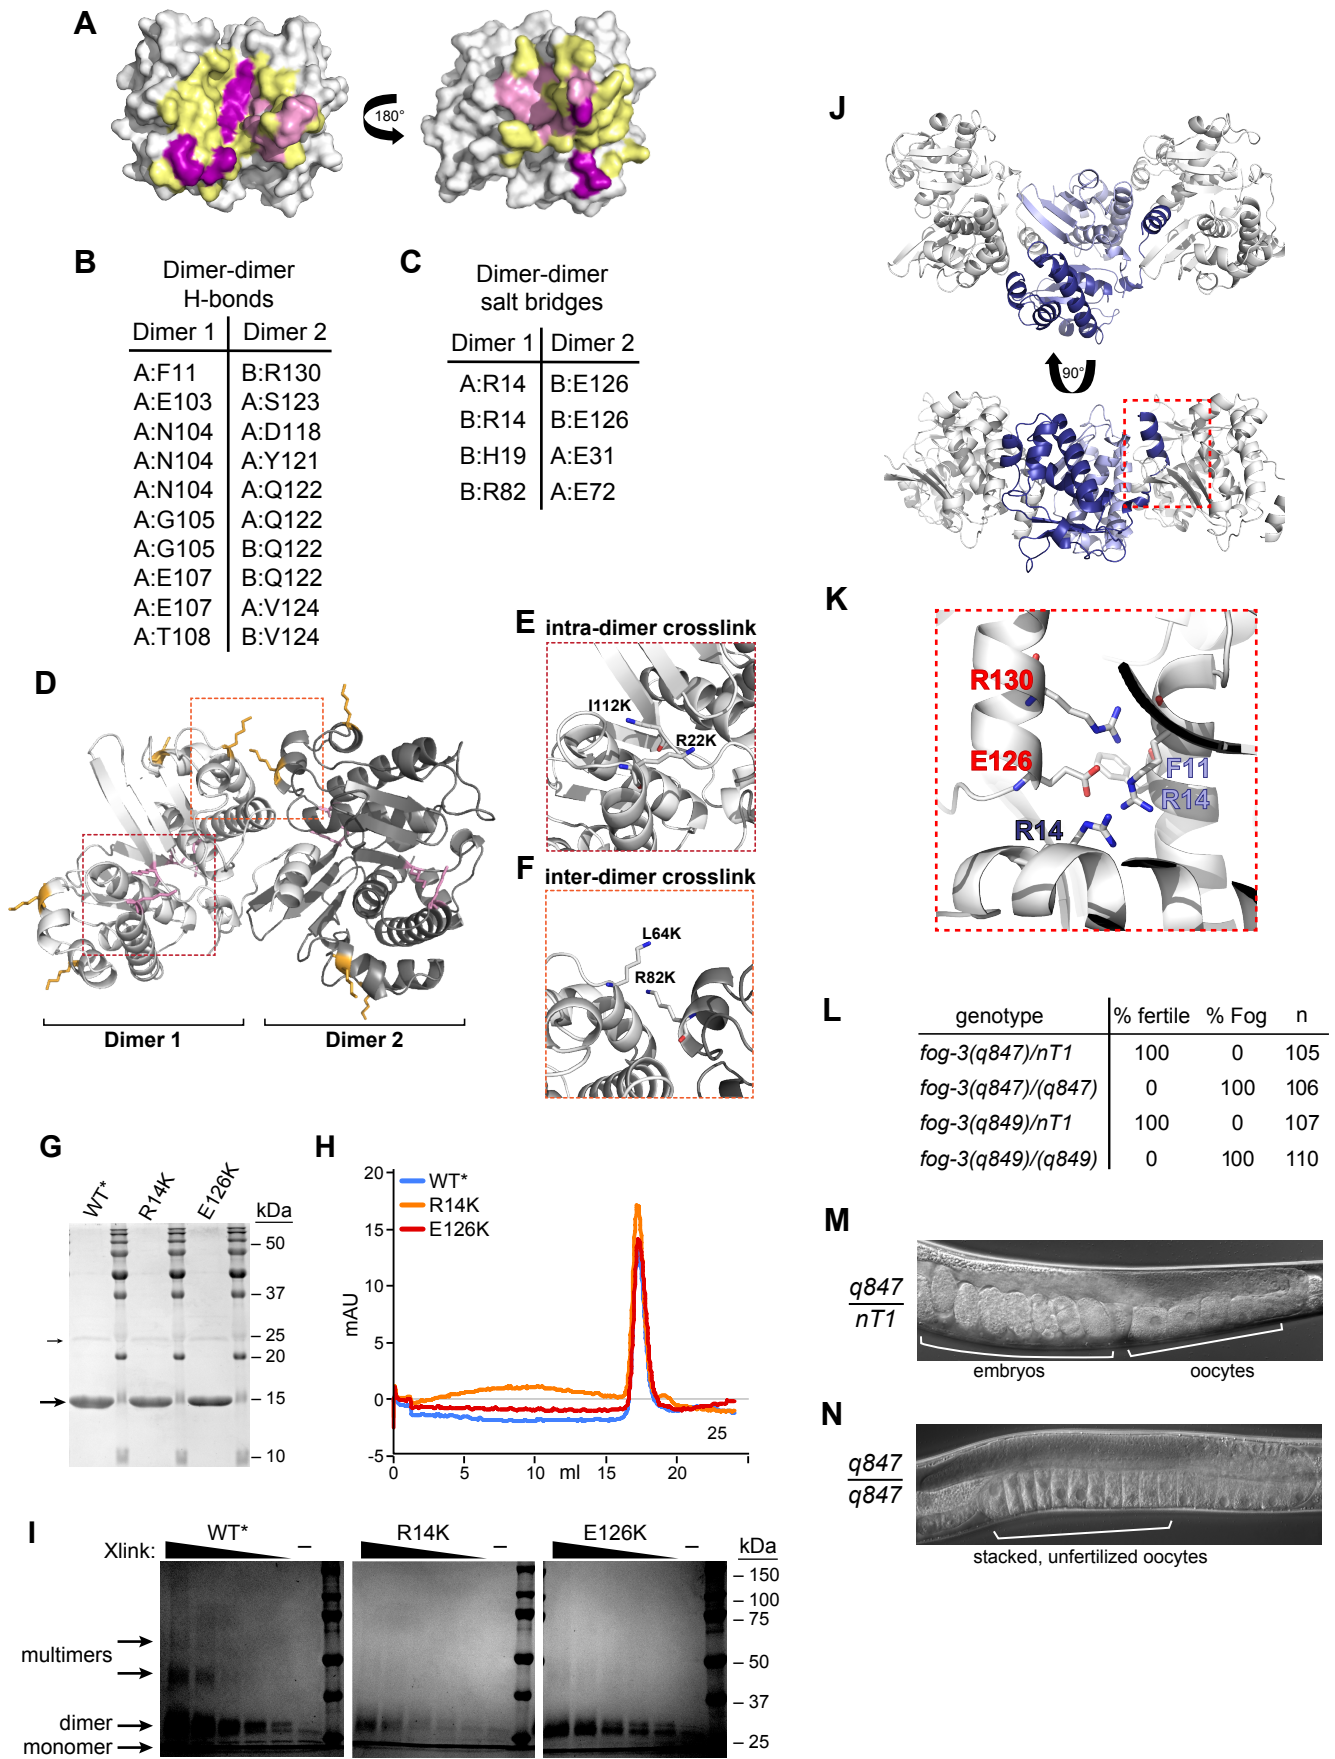 A
180°
B
Dimer-dimer
H-bonds
Dimer 1 Dimer 2
A:F11 B:R130
A:E103 A:S123
A:N104 A:D118
A:N104 A:Y121
A:N104 A:Q122
A:G105 A:Q122
A:G105 B:Q122
A:E107 B:Q122
A:E107 A:V124
A:T108 B:V124
C
Dimer-dimer
salt bridges
Dimer 1 Dimer 2
A:R14 B:E126
B:R14 B:E126
B:H19 A:E31
B:R82 A:E72
D
Dimer 1 Dimer 2
E intra-dimer crosslink
I112K
R22K
F inter-dimer crosslink
L64K
R82K
G
WT* R14K E126K kDa
– 50
– 37
– 25
– 20
– 15
– 10
H
WT*
R14K
E126K
mAU
20
15
10
5
0
–5
0 5 10 ml 15 20
25
I
WT* R14K E126K
Xlink: – – – kDa
– 150
– 100
– 75
– 50
– 37
– 25
multimers
dimer
monomer
J
90°
K
R130
E126
F11
R14
R14
L
genotype % fertile % Fog n
fog-3(q847)/nT1 100 0 105
fog-3(q847)/(q847) 0 100 106
fog-3(q849)/nT1 100 0 107
fog-3(q849)/(q849) 0 100 110
M
q847
nT1
embryos oocytes
N
q847
q847
stacked, unfertilized oocytes